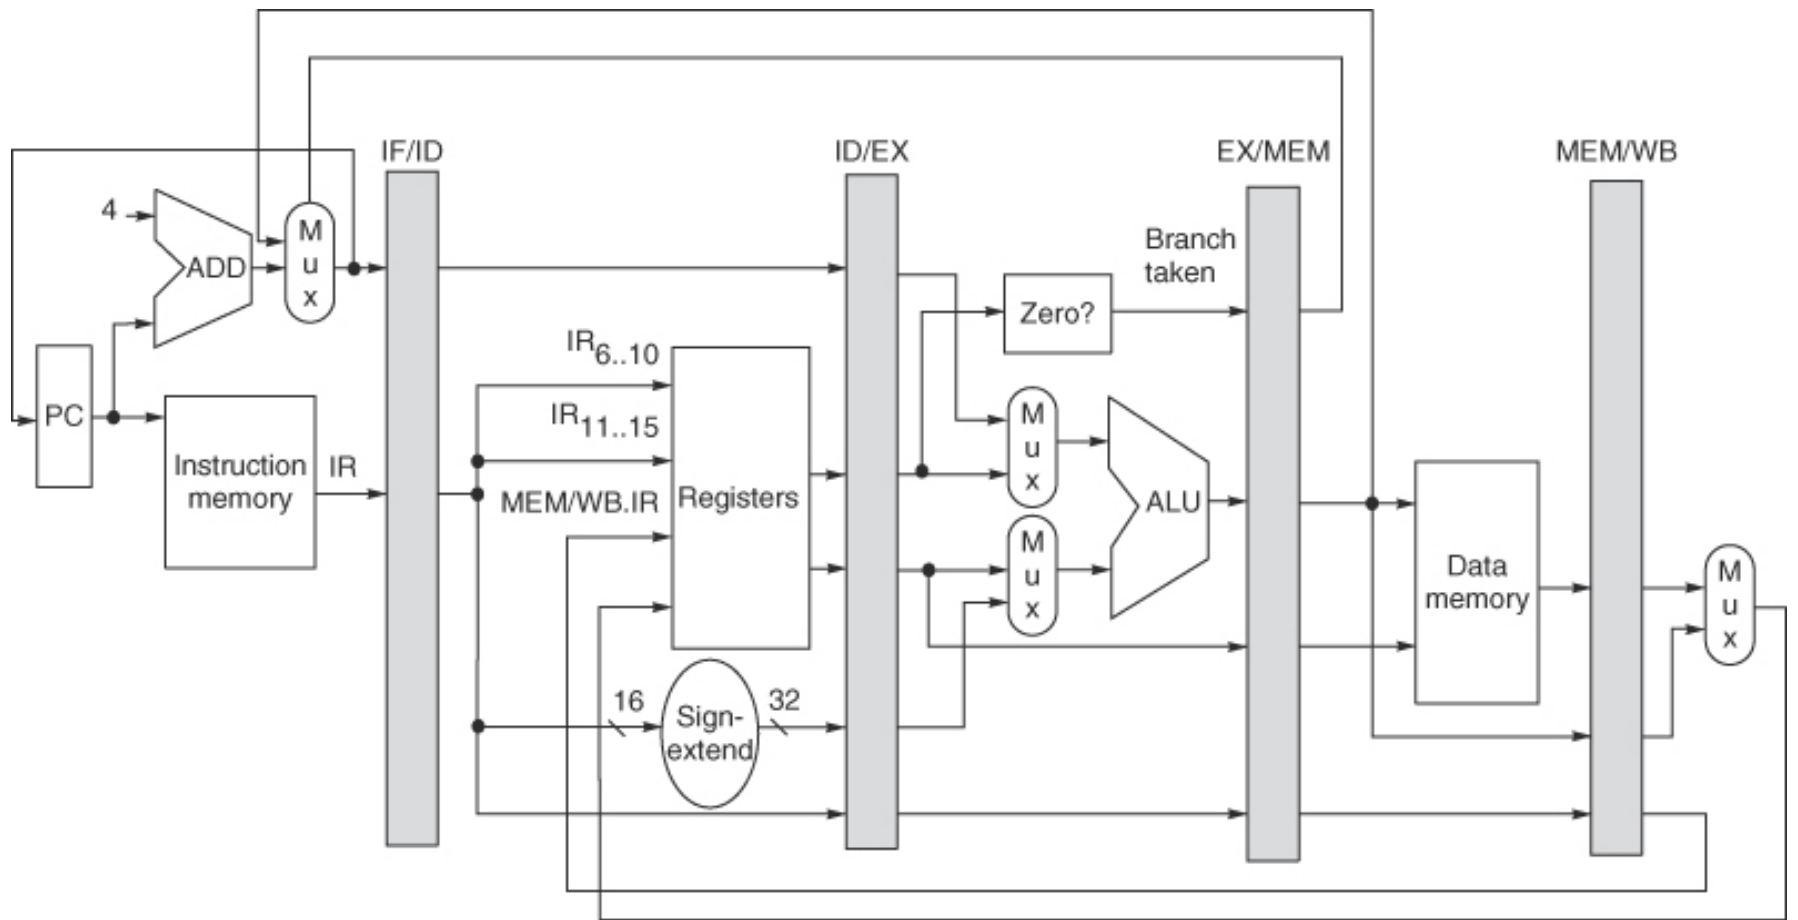 IF/ID
ID/EX
EX/MEM
MEM/WB
4
ADD
M
u
x
Branch
taken
Zero?
IR6..10
PC
IR11..15
Instruction
memory
IR
MEM/WB.IR
Registers
M
u
x
ALU
M
u
x
Data
memory
M
u
x
16
Sign-
extend
32